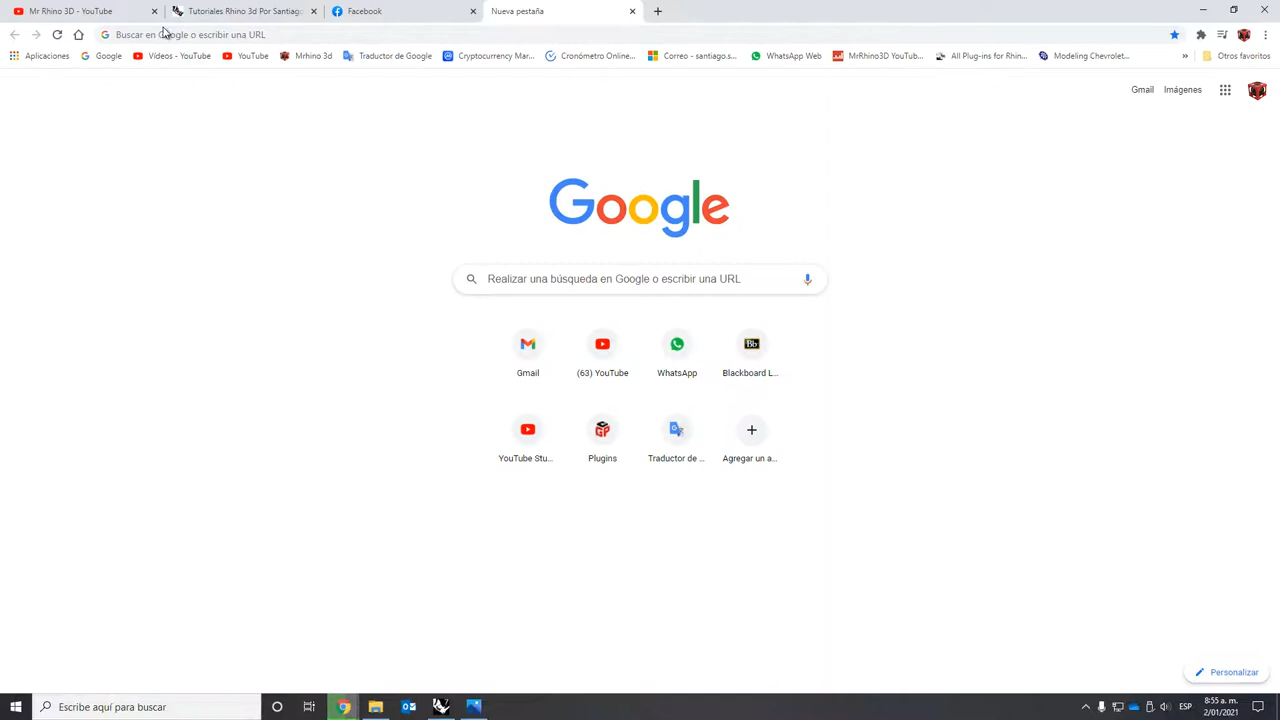 Mr Rhino 3D - YouTube
Tutoriales Rhino 3d Por Santiago
Facebook
Nueva pestaña
Buscar en Google o escribir una URL
Aplicaciones
Google
Vídeos - YouTube
YouTube
Mrhino 3d
Traductor de Google
Cryptocurrency Mar...
Cronómetro Online...
Correo - santiago.s...
WhatsApp Web
MrRhino3D YouTub...
All Plug-ins for Rhin...
Modeling Chevrolet...
»
Otros favoritos
Gmail
Imágenes
Google
Realizar una búsqueda en Google o escribir una URL
Gmail
(63) YouTube
WhatsApp
Bb
Blackboard L...
YouTube Stu...
Plugins
Traductor de ...
Agregar un a...
Personalizar
Escribe aquí para buscar
ESP
8:55 a. m.
2/01/2021